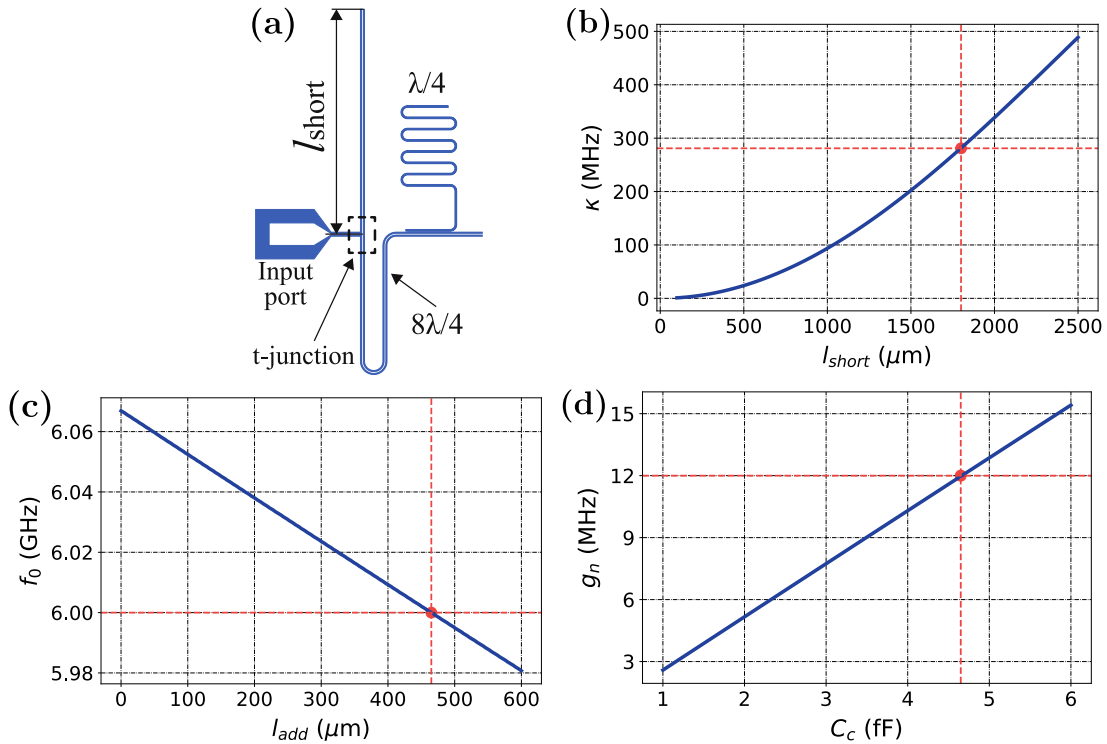 (a)
l_short
λ/4
Input
port
t-junction
8λ/4
(b)
500
400
300
200
100
0
κ (MHz)
0 500 1000 1500 2000 2500
l_short (μm)
(c)
6.06
6.04
6.02
6.00
5.98
f_0 (GHz)
0 100 200 300 400 500 600
l_add (μm)
(d)
15
12
9
6
3
g_n (MHz)
1 2 3 4 5 6
C_c (fF)